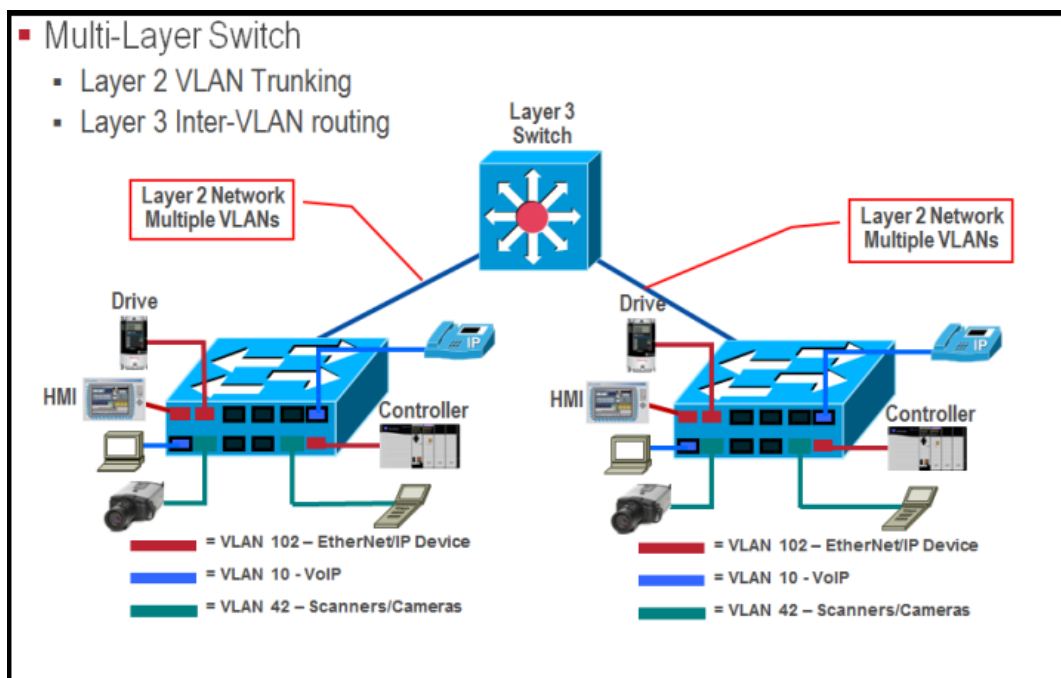 Multi-Layer Switch
Layer 2 VLAN Trunking
Layer 3 Inter-VLAN routing
Layer 3
Switch
Layer 2 Network
Multiple VLANs
Layer 2 Network
Multiple VLANs
Drive
IP
HMI
Controller
= VLAN 102 – EtherNet/IP Device
= VLAN 10 - VoIP
= VLAN 42 – Scanners/Cameras
Drive
IP
HMI
Controller
= VLAN 102 – EtherNet/IP Device
= VLAN 10 - VoIP
= VLAN 42 – Scanners/Cameras